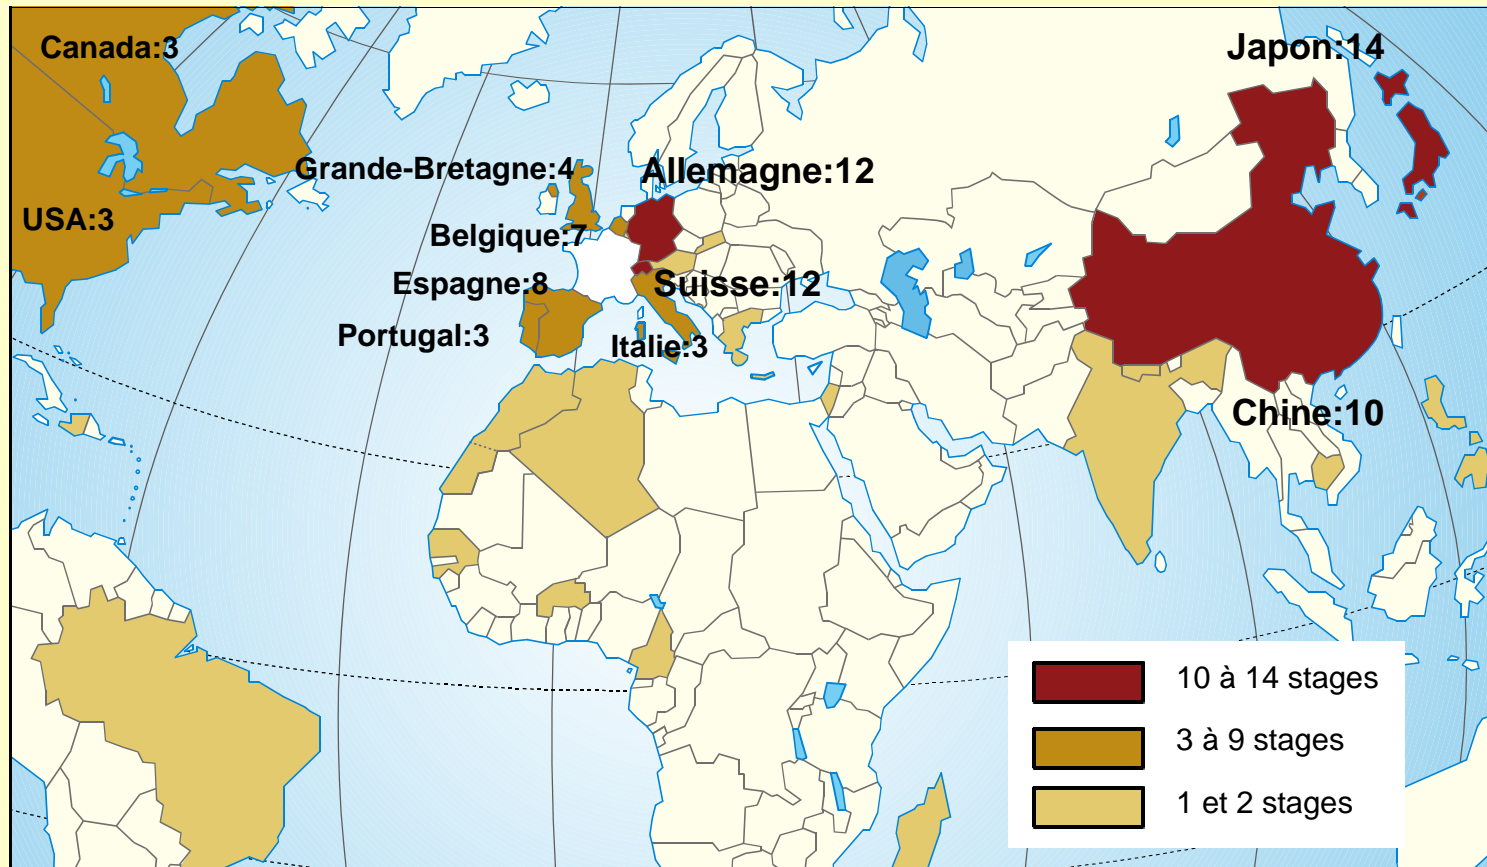 Canada:3
Japon:14
Grande-Bretagne:4
Allemagne:12
USA:3
Belgique:7
Espagne:8
Suisse:12
Portugal:3
Italie:3
Chine:10
10 à 14 stages
3 à 9 stages
1 et 2 stages